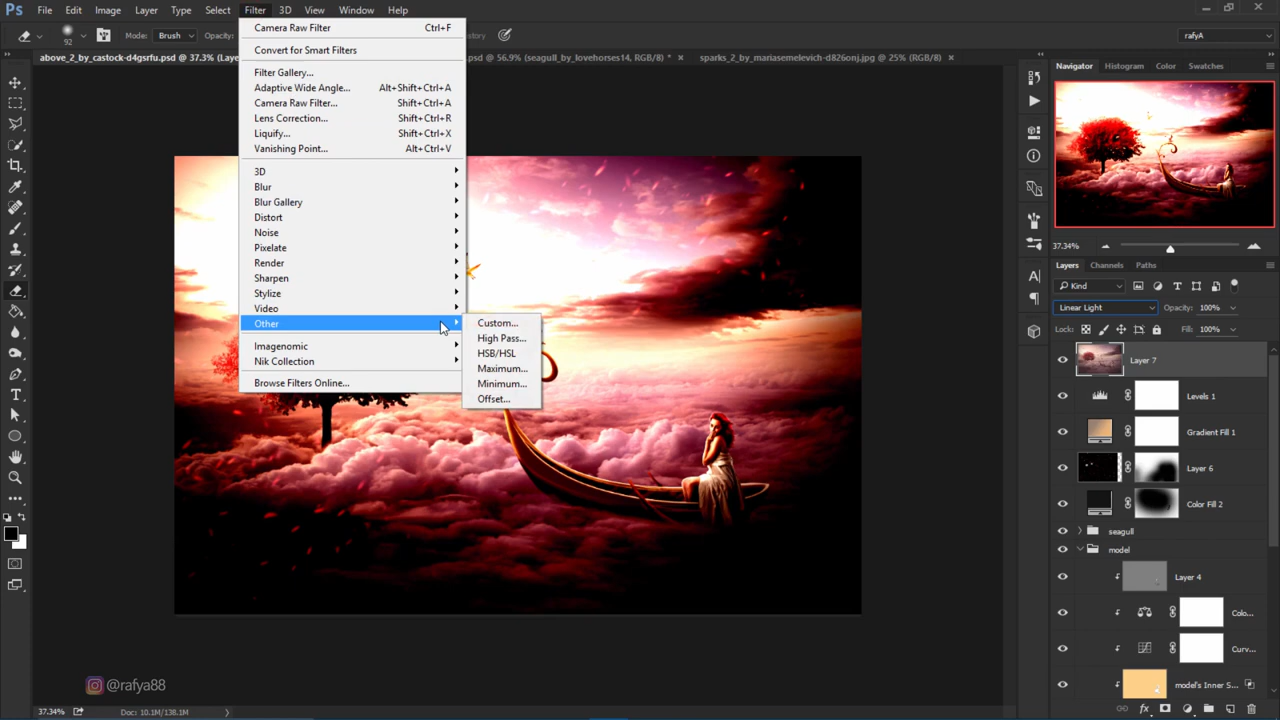 Ps File Edit Image Layer Type Select Filter 3D View Window Help
92 Mode: Brush Opacity: story rafyA
above_2_by_castock-d4gsrfu.psd @ 37.3% (Laye .psd @ 56.9% (seagull_by_lovehorses14, RGB/8) * × sparks_2_by_mariasemelevich-d826onj.jpg @ 25% (RGB/8) ×
Camera Raw Filter Ctrl+F
Convert for Smart Filters
Filter Gallery...
Adaptive Wide Angle... Alt+Shift+Ctrl+A
Camera Raw Filter... Shift+Ctrl+A
Lens Correction... Shift+Ctrl+R
Liquify... Shift+Ctrl+X
Vanishing Point... Alt+Ctrl+V
3D
Blur
Blur Gallery
Distort
Noise
Pixelate
Render
Sharpen
Stylize
Video
Other
Imagenomic
Nik Collection
Browse Filters Online...
Custom...
High Pass...
HSB/HSL
Maximum...
Minimum...
Offset...
Navigator Histogram Color Swatches
37.34%
Layers Channels Paths
Kind
Linear Light Opacity: 100%
Lock: Fill: 100%
Layer 7
Levels 1
Gradient Fill 1
Layer 6
Color Fill 2
seagull
model
Layer 4
Colo...
Curv...
model's Inner S...
fx
@rafya88
37.34% Doc: 10.1M/138.1M